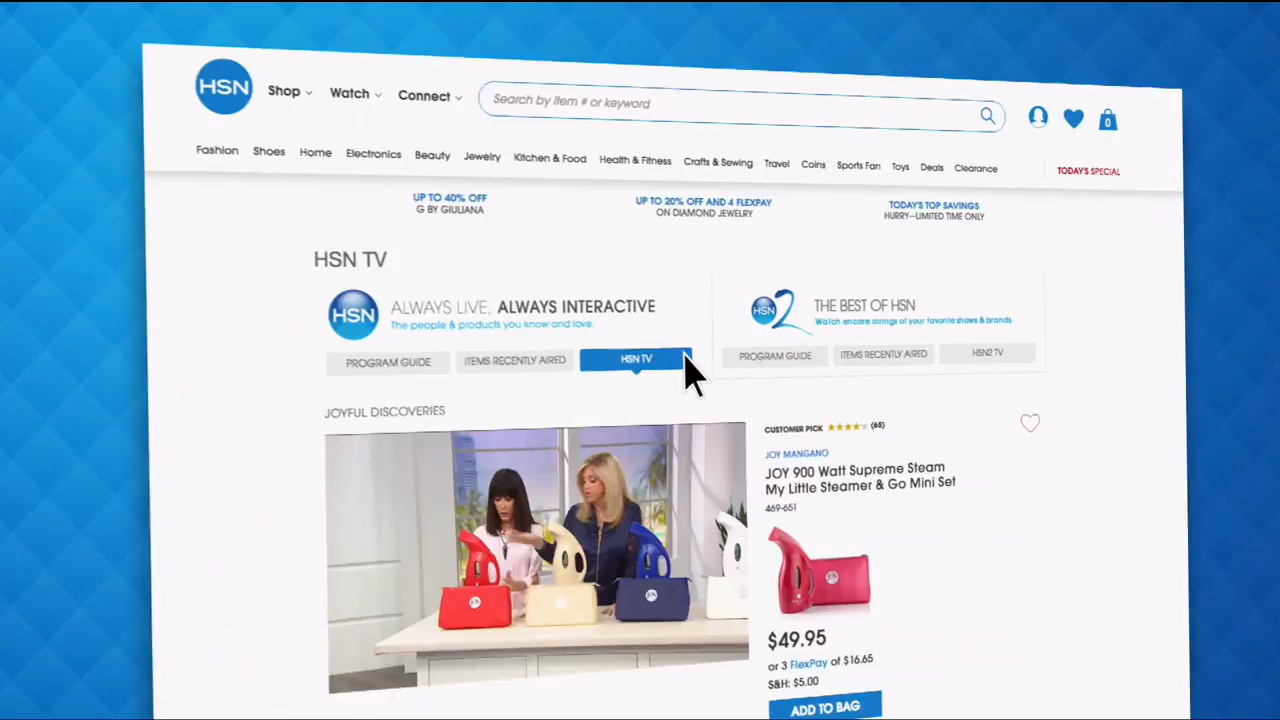 HSN
Shop
Watch
Connect
Search by item # or keyword
0
Fashion
Shoes
Home
Electronics
Beauty
Jewelry
Kitchen & Food
Health & Fitness
Crafts & Sewing
Travel
Coins
Sports Fan
Toys
Deals
Clearance
TODAY'S SPECIAL
UP TO 40% OFF
G BY GIULIANA
UP TO 20% OFF AND 4 FLEXPAY
ON DIAMOND JEWELRY
TODAY'S TOP SAVINGS
HURRY—LIMITED TIME ONLY
HSN TV
HSN
ALWAYS LIVE, ALWAYS INTERACTIVE
The people & products you know and love.
PROGRAM GUIDE
ITEMS RECENTLY AIRED
HSN TV
HSN 2
THE BEST OF HSN
Watch encore airings of your favorite shows & brands.
PROGRAM GUIDE
ITEMS RECENTLY AIRED
HSN2 TV
JOYFUL DISCOVERIES
CUSTOMER PICK
(65)
JOY MANGANO
JOY 900 Watt Supreme Steam
My Little Steamer & Go Mini Set
469-651
$49.95
or 3 FlexPay of $16.65
S&H: $5.00
ADD TO BAG